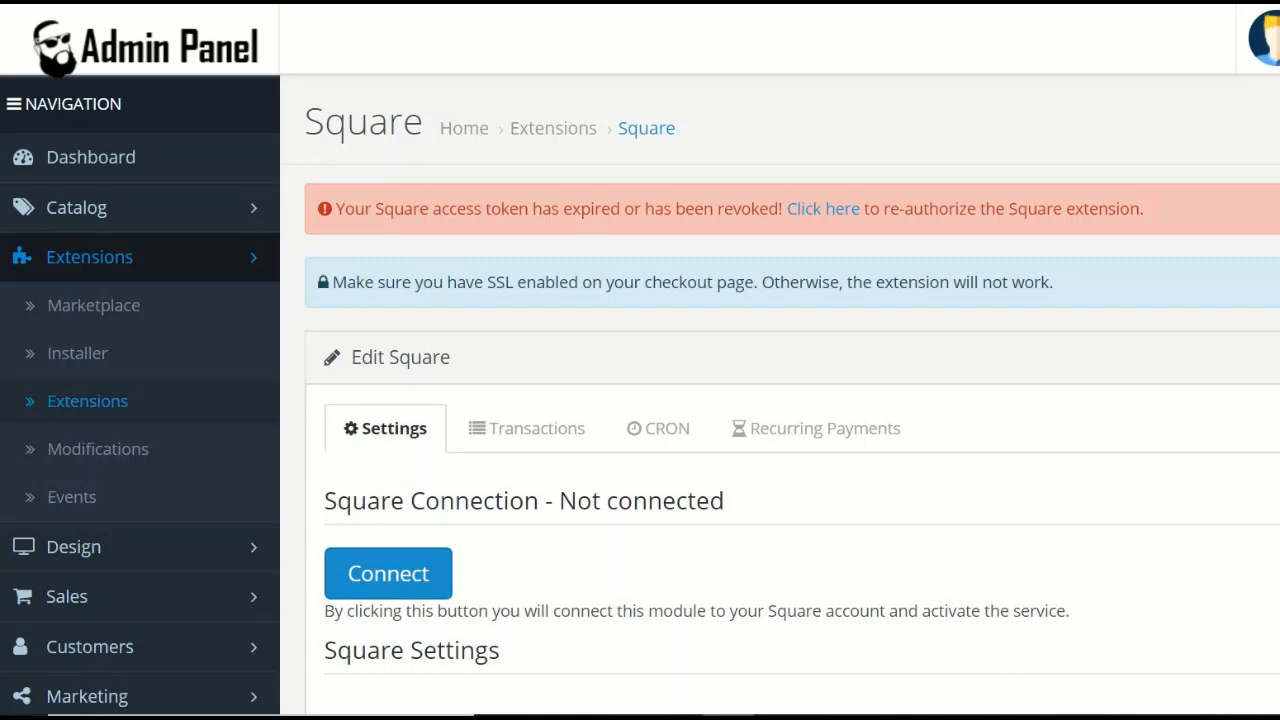 Admin Panel
NAVIGATION
Dashboard
Catalog
Extensions
Marketplace
Installer
Extensions
Modifications
Events
Design
Sales
Customers
Marketing
Square Home › Extensions › Square
Your Square access token has expired or has been revoked! Click here to re-authorize the Square extension.
Make sure you have SSL enabled on your checkout page. Otherwise, the extension will not work.
Edit Square
Settings Transactions CRON Recurring Payments
Square Connection - Not connected
Connect
By clicking this button you will connect this module to your Square account and activate the service.
Square Settings